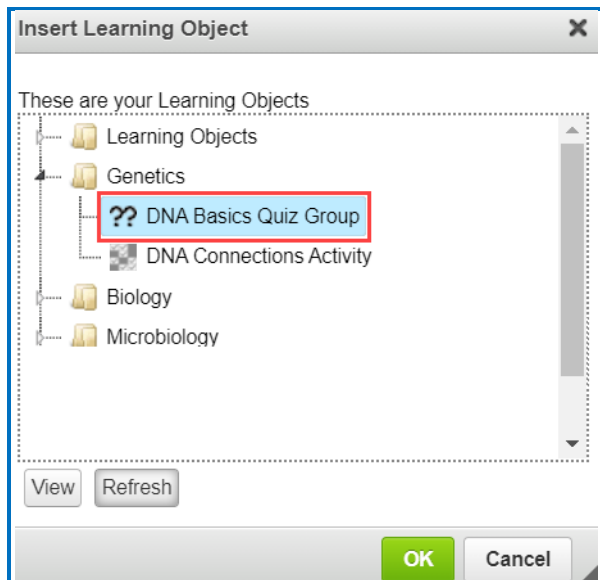 Insert Learning Object
These are your Learning Objects
Learning Objects
Genetics
?? DNA Basics Quiz Group
DNA Connections Activity
Biology
Microbiology
View Refresh
OK Cancel